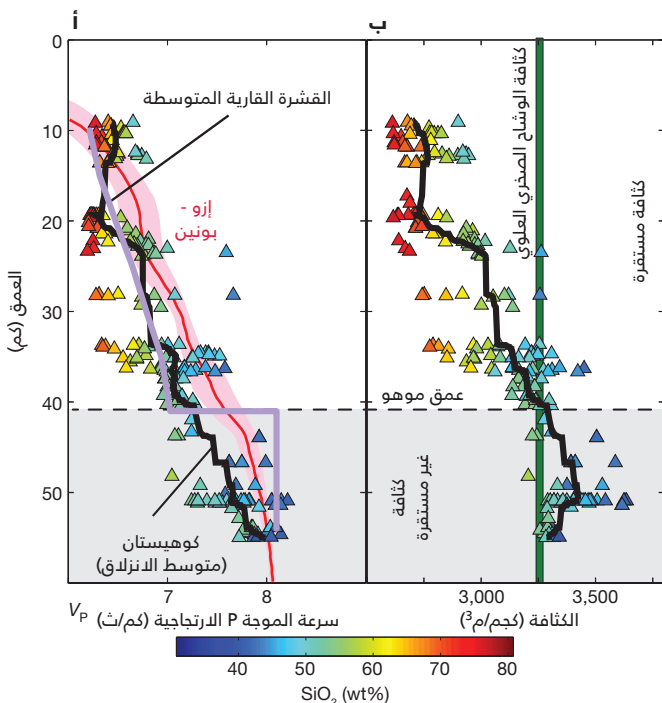 أ
ب
0
10
20
30
40
50
العمق (كم)
القشرة القارية المتوسطة
إزو -
بونين
كوهيستان
(متوسط الانزلاق)
كثافة الوشاح الصخري العلوي
كثافة مستقرة
عمق موهو
كثافة
غير مستقرة
7
8
3,000
3,500
سرعة الموجة P الارتجاجية (كم/ث) VP
الكثافة (كجم/م³)
40
50
60
70
80
SiO₂ (wt%)